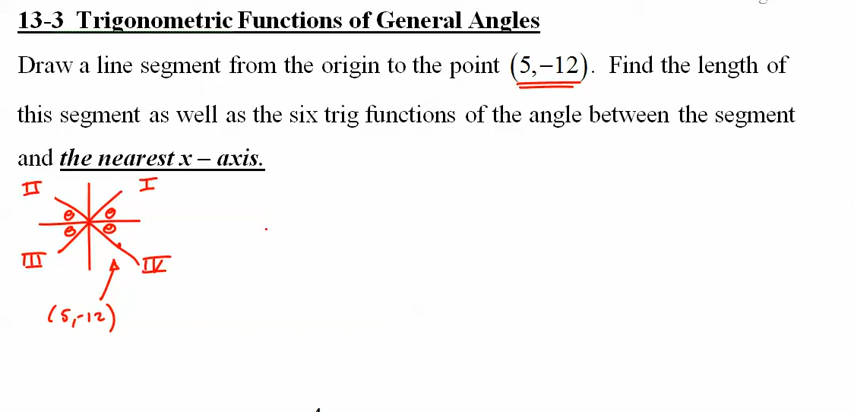 13-3 Trigonometric Functions of General Angles
Draw a line segment from the origin to the point (5,−12). Find the length of
this segment as well as the six trig functions of the angle between the segment
and the nearest x – axis.
II I
θ θ
θ θ
III IV
(5,-12)